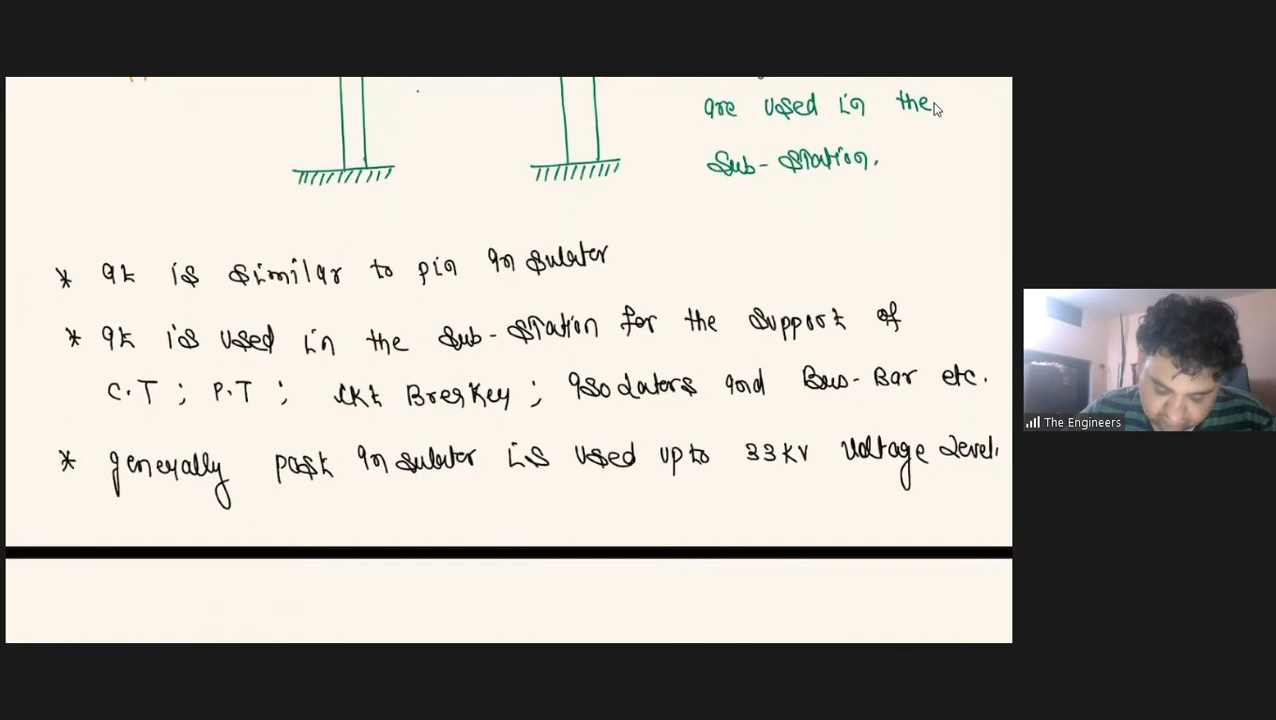 are used in the
Sub-Station.
* It is similar to pin Insulator
* It is used in the Sub-Station for the support of
C.T ; P.T ; ckt Breaker ; Isolators and Bus-Bar etc.
* generally post Insulator is used upto 33KV Voltage Level.
The Engineers